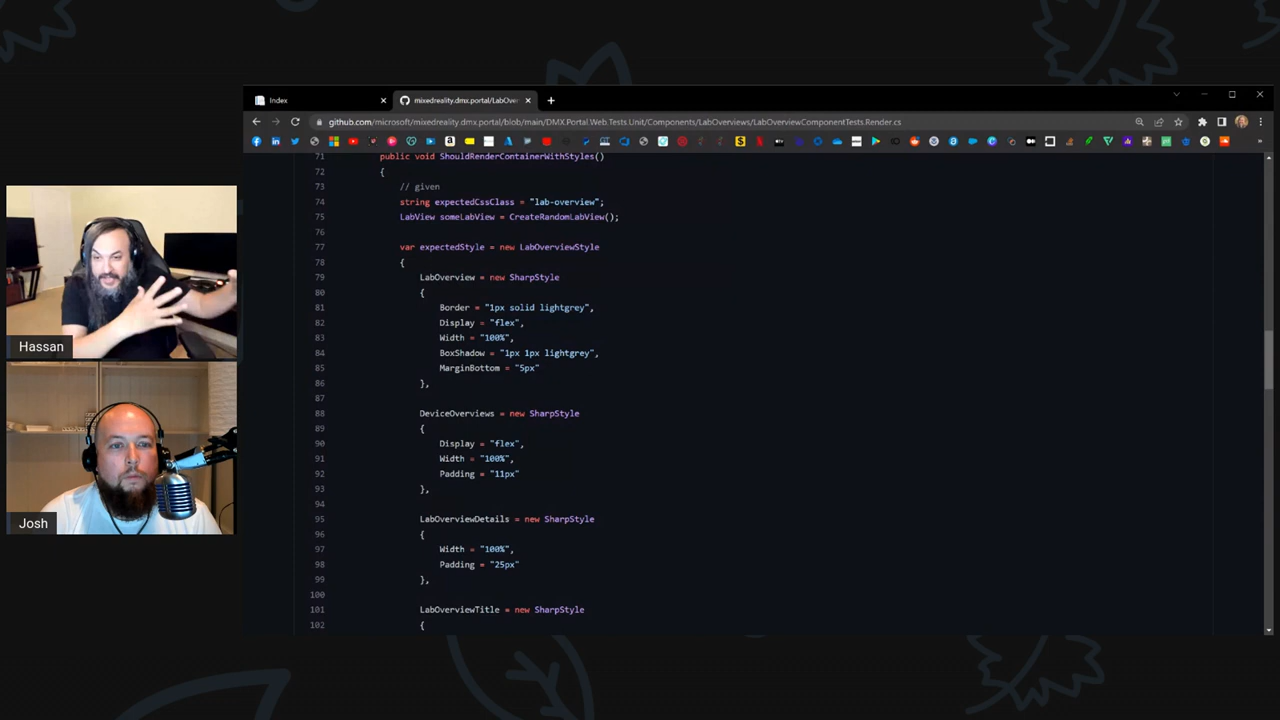 Index
mixedreality.dmx.portal/LabOver
github.com/microsoft/mixedreality.dmx.portal/blob/main/DMX.Portal.Web.Tests.Unit/Components/LabOverviews/LabOverviewComponentTests.Render.cs
71 public void ShouldRenderContainerWithStyles()
72 {
73 // given
74 string expectedCssClass = "lab-overview";
75 LabView someLabView = CreateRandomLabView();
76
77 var expectedStyle = new LabOverviewStyle
78 {
79 LabOverview = new SharpStyle
80 {
81 Border = "1px solid lightgrey",
82 Display = "flex",
83 Width = "100%",
84 BoxShadow = "1px 1px lightgrey",
85 MarginBottom = "5px"
86 },
87
88 DeviceOverviews = new SharpStyle
89 {
90 Display = "flex",
91 Width = "100%",
92 Padding = "11px"
93 },
94
95 LabOverviewDetails = new SharpStyle
96 {
97 Width = "100%",
98 Padding = "25px"
99 },
100
101 LabOverviewTitle = new SharpStyle
102 {
Hassan
Josh